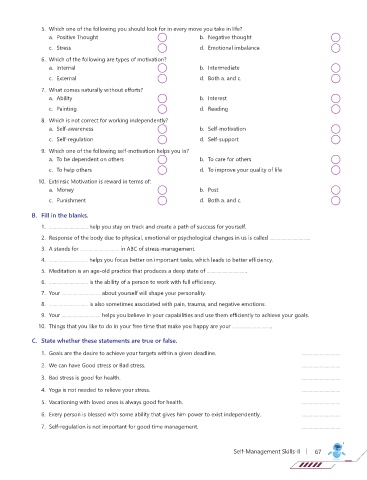 5. Which one of the following you should look for in every move you take in life?
a. Positive Thought b. Negative thought
c. Stress d. Emotional imbalance
6. Which of the following are types of motivation?
a. Internal b. Intermediate
c. External d. Both a. and c.
7. What comes naturally without efforts?
a. Ability b. Interest
c. Painting d. Reading
8. Which is not correct for working independently?
a. Self-awareness b. Self-motivation
c. Self-regulation d. Self-support
9. Which one of the following self-motivation helps you in?
a. To be dependent on others b. To care for others
c. To help others d. To improve your quality of life
10. Extrinsic Motivation is reward in terms of:
a. Money b. Post
c. Punishment d. Both a. and c.
B. Fill in the blanks.
1. ........................ help you stay on track and create a path of success for yourself.
2. Response of the body due to physical, emotional or psychological changes in us is called ........................
3. A stands for ........................ in ABC of stress management.
4. ........................ helps you focus better on important tasks, which leads to better efficiency.
5. Meditation is an age-old practice that produces a deep state of ........................
6. ........................ is the ability of a person to work with full efficiency.
7. Your ........................ about yourself will shape your personality.
8. ........................ is also sometimes associated with pain, trauma, and negative emotions.
9. Your ........................ helps you believe in your capabilities and use them efficiently to achieve your goals.
10. Things that you like to do in your free time that make you happy are your ........................
C. State whether these statements are true or false.
1. Goals are the desire to achieve your targets within a given deadline. ........................
2. We can have Good stress or Bad stress. ........................
3. Bad stress is good for health. ........................
4. Yoga is not needed to relieve your stress. ........................
5. Vacationing with loved ones is always good for health. ........................
6. Every person is blessed with some ability that gives him power to exist independently. ........................
7. Self-regulation is not important for good time management. ........................
Self-Management Skills-II | 67